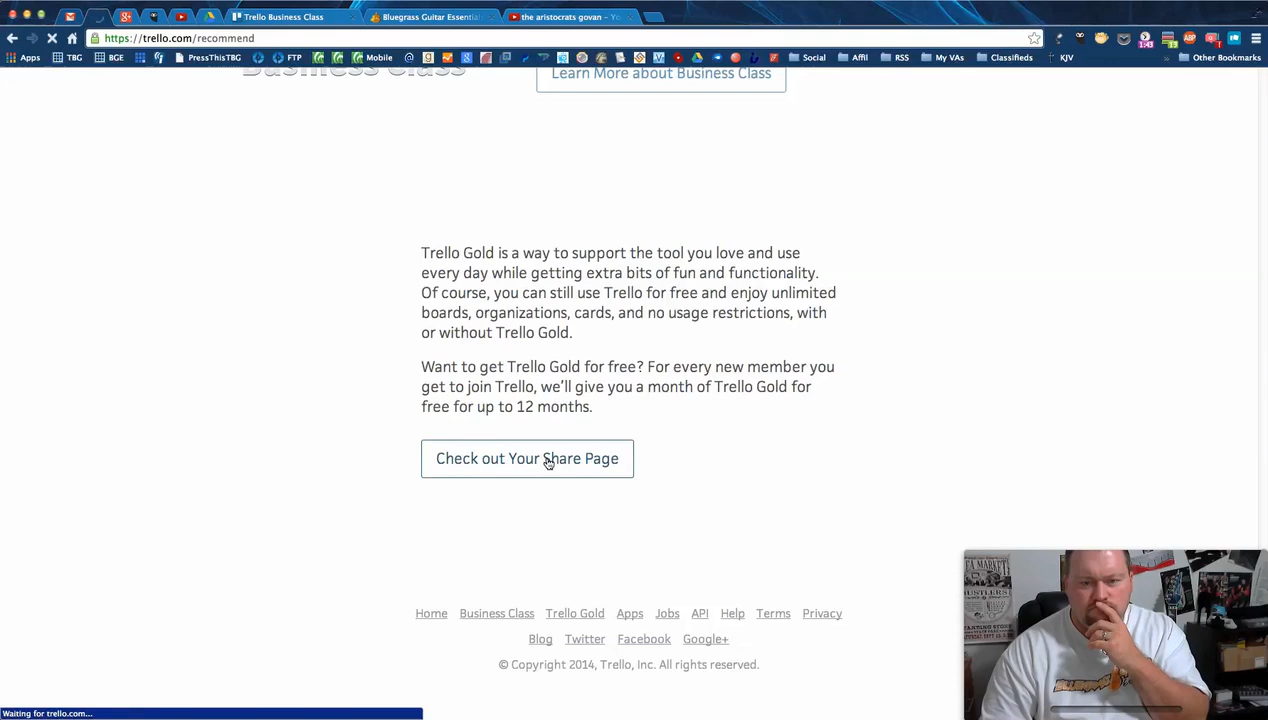 Trello Business Class
Bluegrass Guitar Essential
the aristocrats govan – Yo
https://trello.com/recommend
1:43
Apps TBG BGE PressThisTBG FTP Mobile Social Affil RSS My VAs Classifieds KJV Other Bookmarks
Business Class
Learn More about Business Class
Trello Gold is a way to support the tool you love and use
every day while getting extra bits of fun and functionality.
Of course, you can still use Trello for free and enjoy unlimited
boards, organizations, cards, and no usage restrictions, with
or without Trello Gold.
Want to get Trello Gold for free? For every new member you
get to join Trello, we'll give you a month of Trello Gold for
free for up to 12 months.
Check out Your Share Page
Home Business Class Trello Gold Apps Jobs API Help Terms Privacy
Blog Twitter Facebook Google+
© Copyright 2014, Trello, Inc. All rights reserved.
Waiting for trello.com...